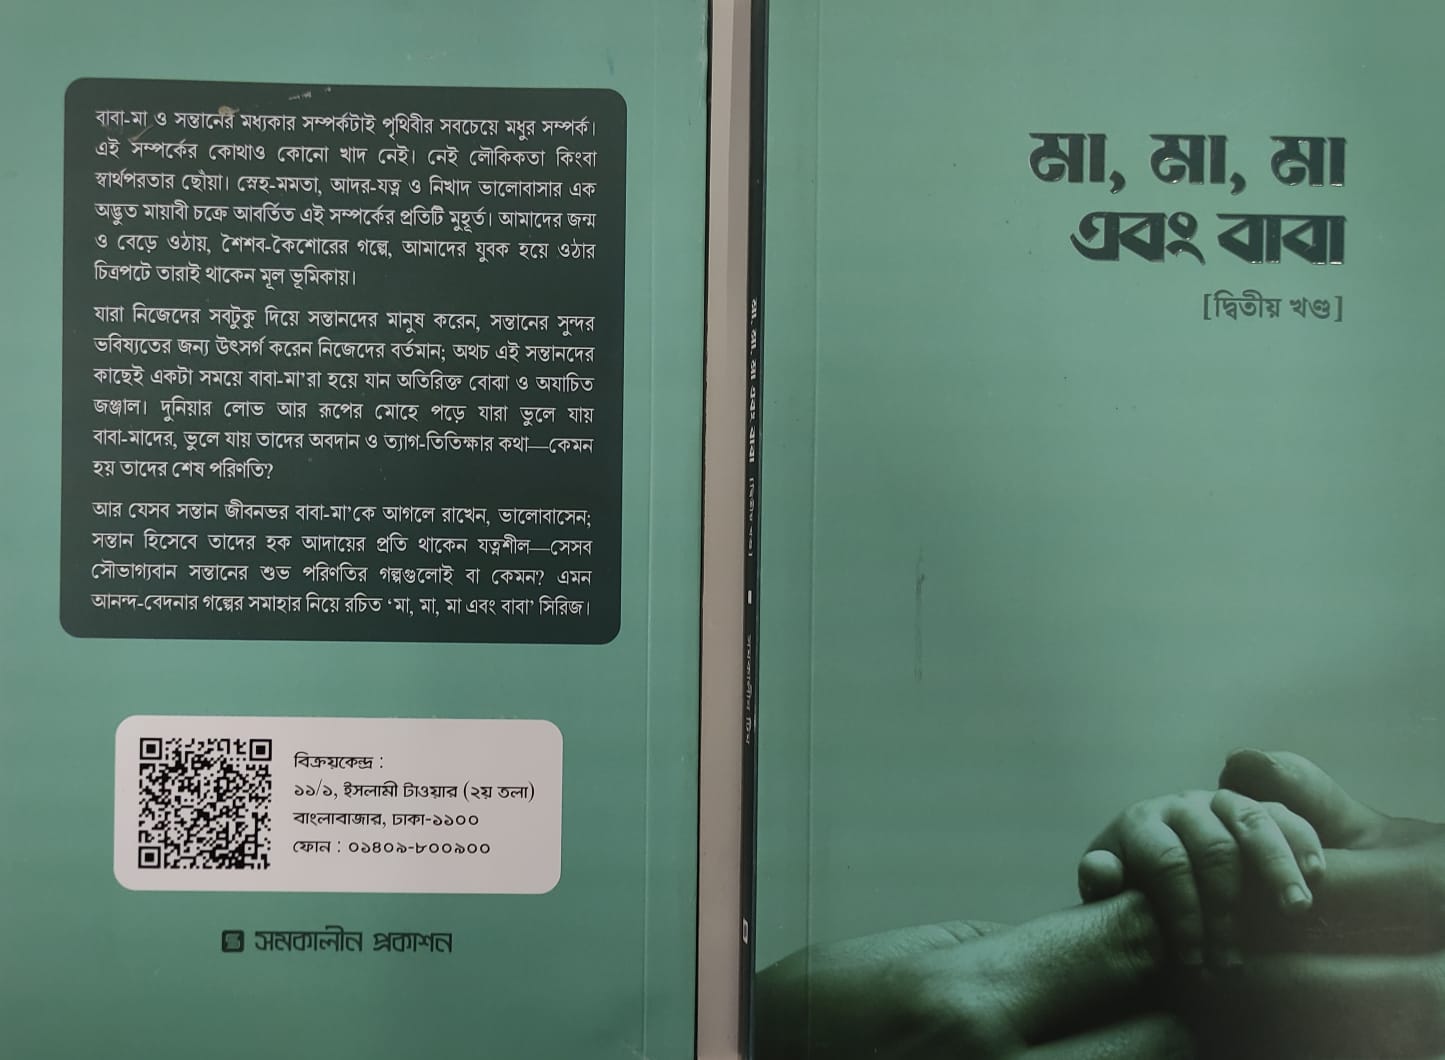 বাবা-মা ও সন্তানের মধ্যকার সম্পর্কটাই পৃথিবীর সবচেয়ে মধুর সম্পর্ক।
এই সম্পর্কের কোথাও কোনো খাদ নেই। নেই লৌকিকতা কিংবা
স্বার্থপরতার ছোঁয়া। স্নেহ-মমতা, আদর-যত্ন ও নিখাদ ভালোবাসার এক
অদ্ভুত মায়াবী চক্রে আবর্তিত এই সম্পর্কের প্রতিটি মুহূর্ত। আমাদের জন্ম
ও বেড়ে ওঠায়, শৈশব-কৈশোরের গল্পে, আমাদের যুবক হয়ে ওঠার
চিত্রপটে তারাই থাকেন মূল ভূমিকায়।
যারা নিজেদের সবটুকু দিয়ে সন্তানদের মানুষ করেন, সন্তানের সুন্দর
ভবিষ্যতের জন্য উৎসর্গ করেন নিজেদের বর্তমান; অথচ এই সন্তানদের
কাছেই একটা সময়ে বাবা-মা'রা হয়ে যান অতিরিক্ত বোঝা ও অযাচিত
জঞ্জাল। দুনিয়ার লোভ আর রূপের মোহে পড়ে যারা ভুলে যায়
বাবা-মাদের, ভুলে যায় তাদের অবদান ও ত্যাগ-তিতিক্ষার কথা—কেমন
হয় তাদের শেষ পরিণতি?
আর যেসব সন্তান জীবনভর বাবা-মা'কে আগলে রাখেন, ভালোবাসেন;
সন্তান হিসেবে তাদের হক আদায়ের প্রতি থাকেন যত্নশীল—সেসব
সৌভাগ্যবান সন্তানের শুভ পরিণতির গল্পগুলোই বা কেমন? এমন
আনন্দ-বেদনার গল্পের সমাহার নিয়ে রচিত 'মা, মা, মা এবং বাবা' সিরিজ।
বিক্রয়কেন্দ্র :
১১/১, ইসলামী টাওয়ার (২য় তলা)
বাংলাবাজার, ঢাকা-১১০০
ফোন : ০১৪০৯-৮০০৯০০
সমকালীন প্রকাশন
মা, মা, মা এবং বাবা [দ্বিতীয় খণ্ড] সমকালীন টিম
মা, মা, মা
এবং বাবা
[দ্বিতীয় খণ্ড]